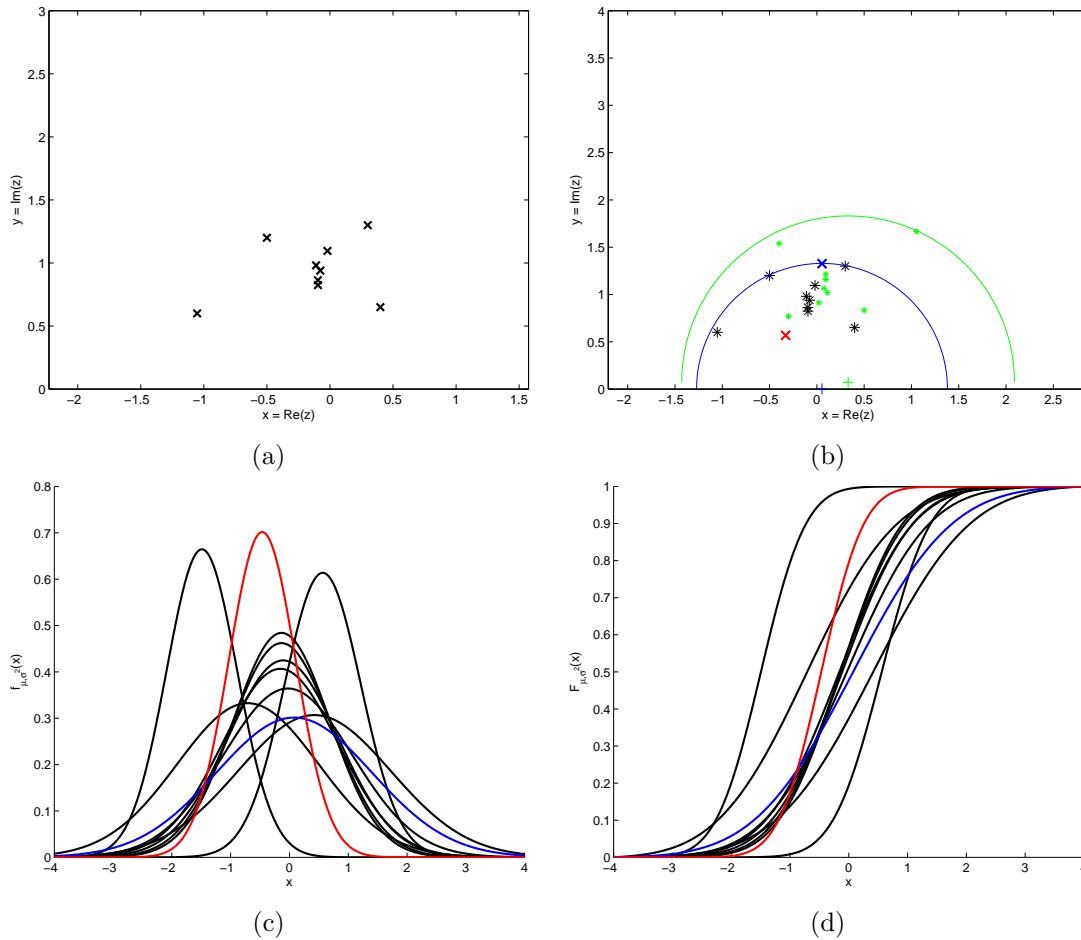 3
2.5
2
1.5
1
0.5
0
−2 −1.5 −1 −0.5 0 0.5 1 1.5
x = Re(z)
y = Im(z)
(a)
4
3.5
3
2.5
2
1.5
1
0.5
0
−2 −1.5 −1 −0.5 0 0.5 1 1.5 2 2.5
x = Re(z)
y = Im(z)
(b)
0.8
0.7
0.6
0.5
0.4
0.3
0.2
0.1
0
−4 −3 −2 −1 0 1 2 3 4
x
f_{μ,σ²}(x)
(c)
1
0.9
0.8
0.7
0.6
0.5
0.4
0.3
0.2
0.1
0
−4 −3 −2 −1 0 1 2 3 4
x
F_{μ,σ²}(x)
(d)